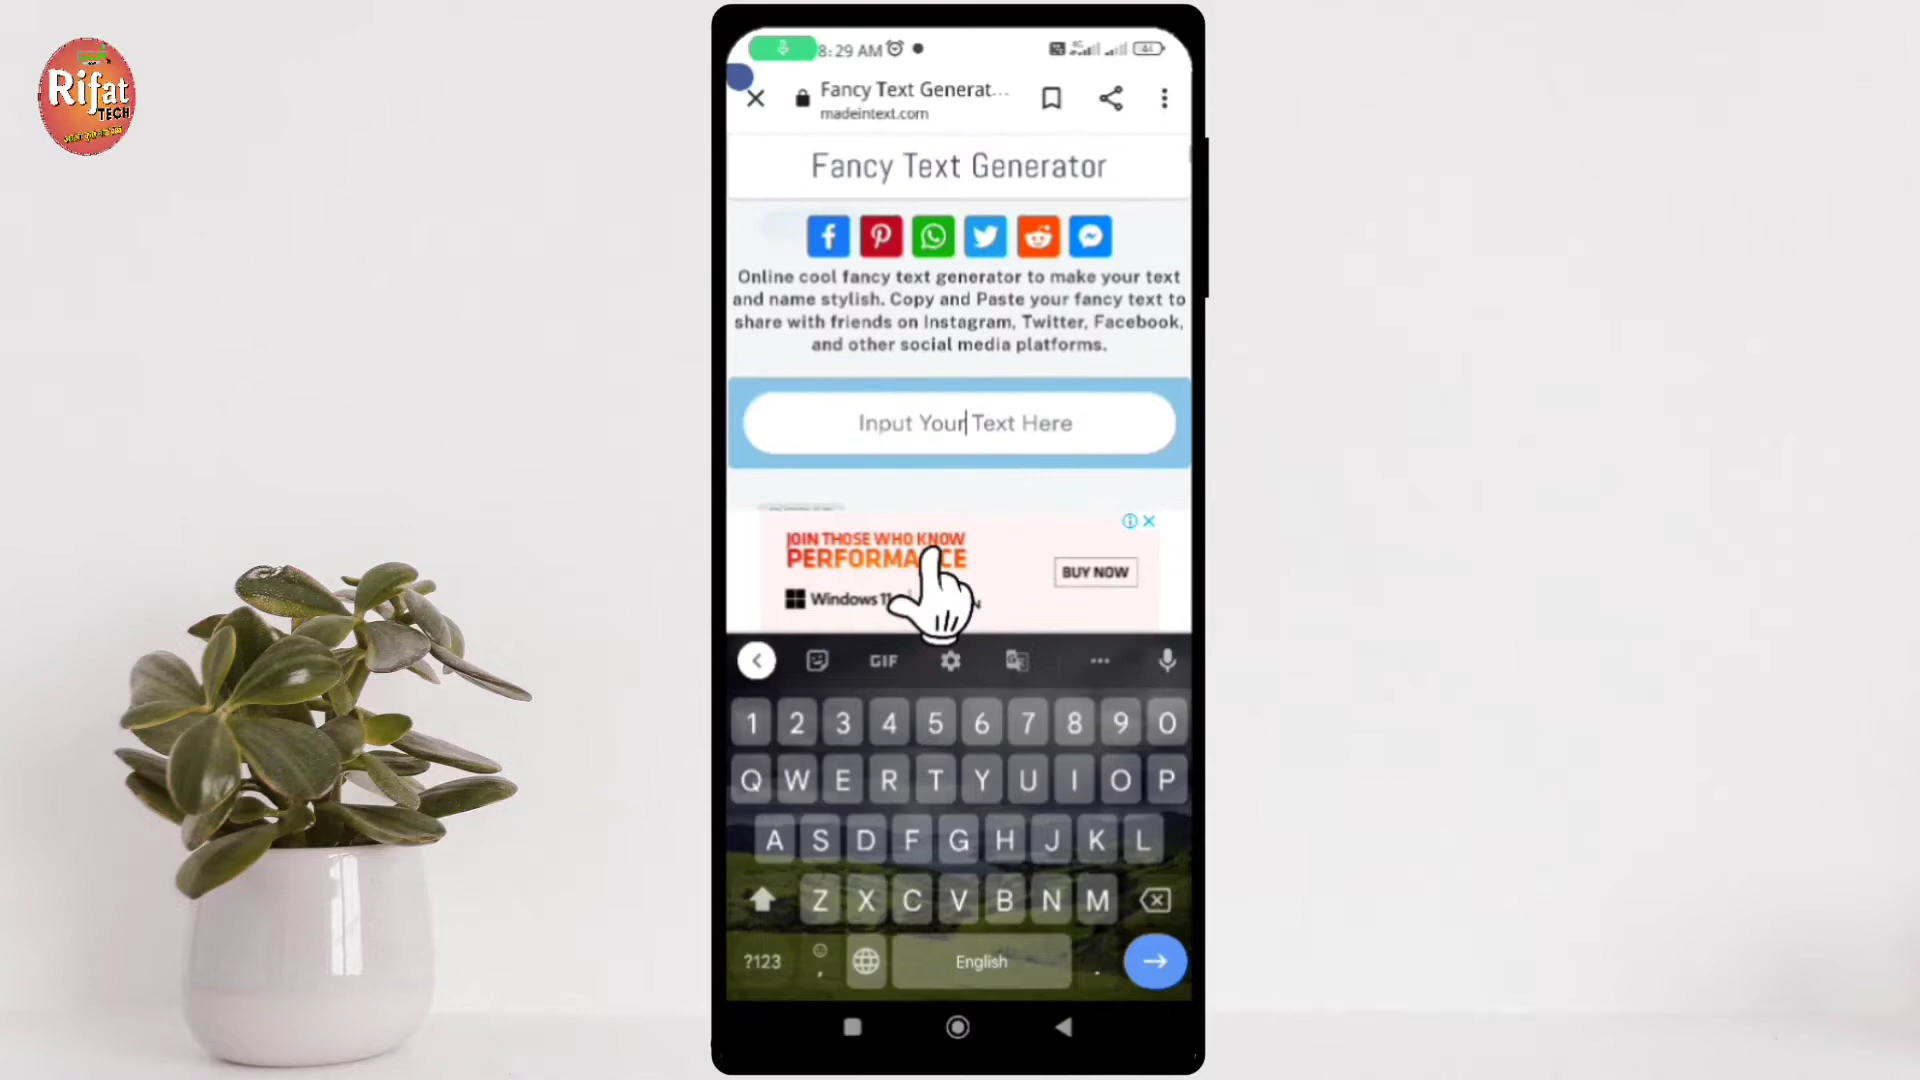 Rifat
TECH
8:29 AM
44
Fancy Text Generat...
madeintext.com
Fancy Text Generator
Online cool fancy text generator to make your text
and name stylish. Copy and Paste your fancy text to
share with friends on Instagram, Twitter, Facebook,
and other social media platforms.
Input Your Text Here
JOIN THOSE WHO KNOW
PERFORMANCE
BUY NOW
Windows 11
GIF
1 2 3 4 5 6 7 8 9 0
Q W E R T Y U I O P
A S D F G H J K L
Z X C V B N M
?123 , English .